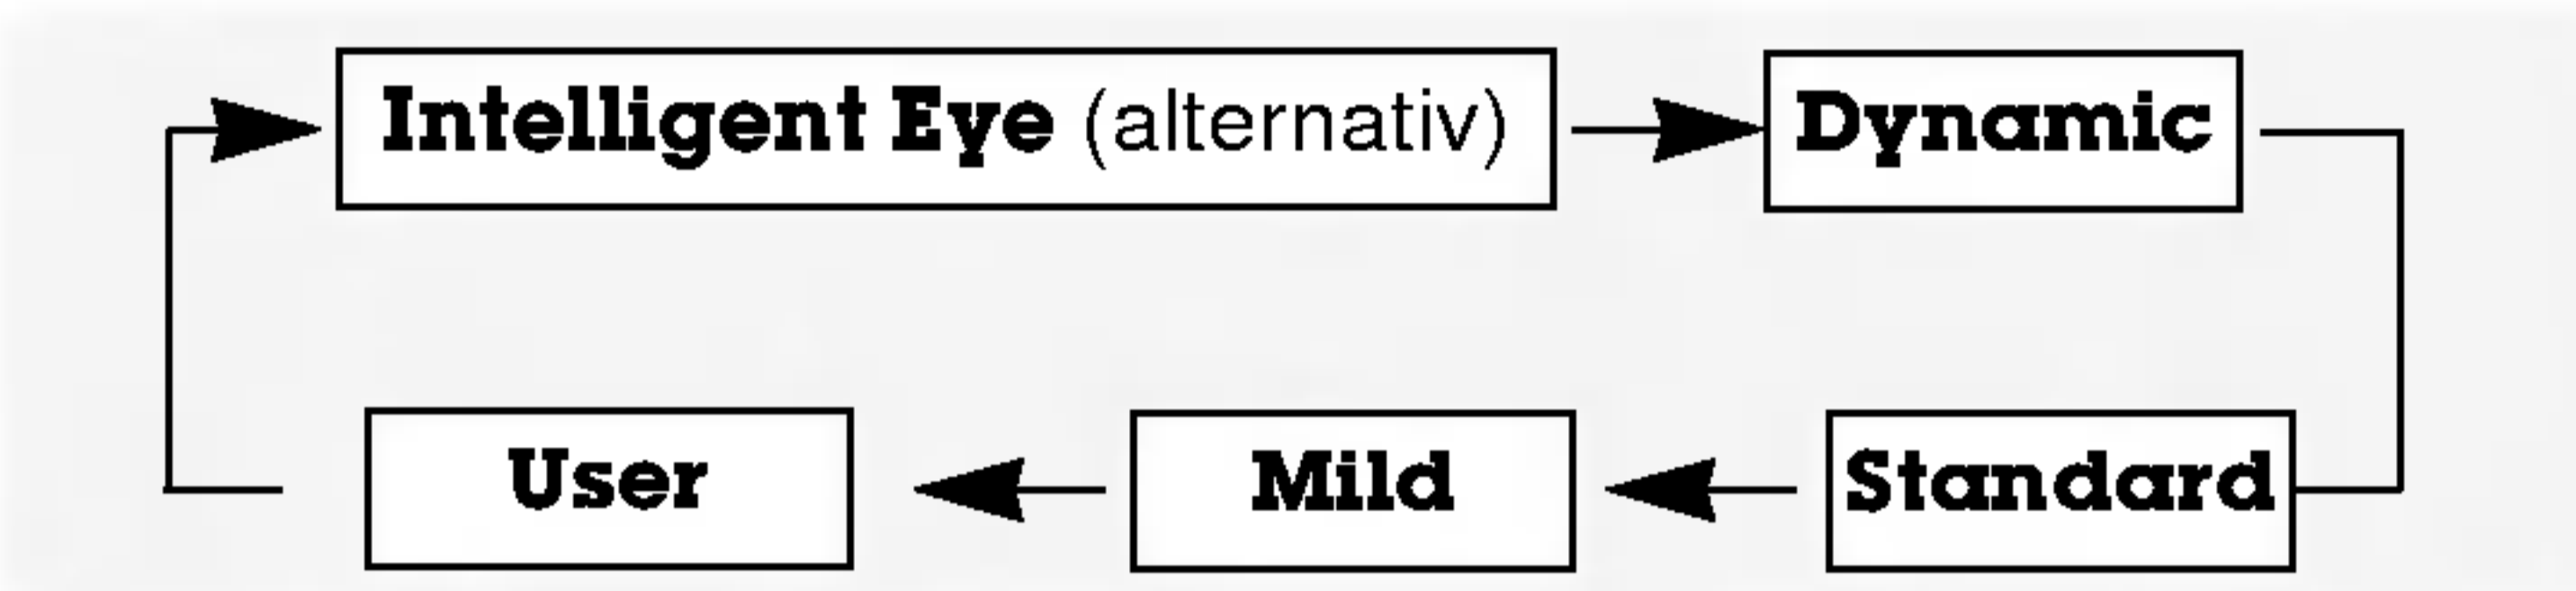 Intelligent Eye (alternativ)
Dynamic
User
Mild
Standard